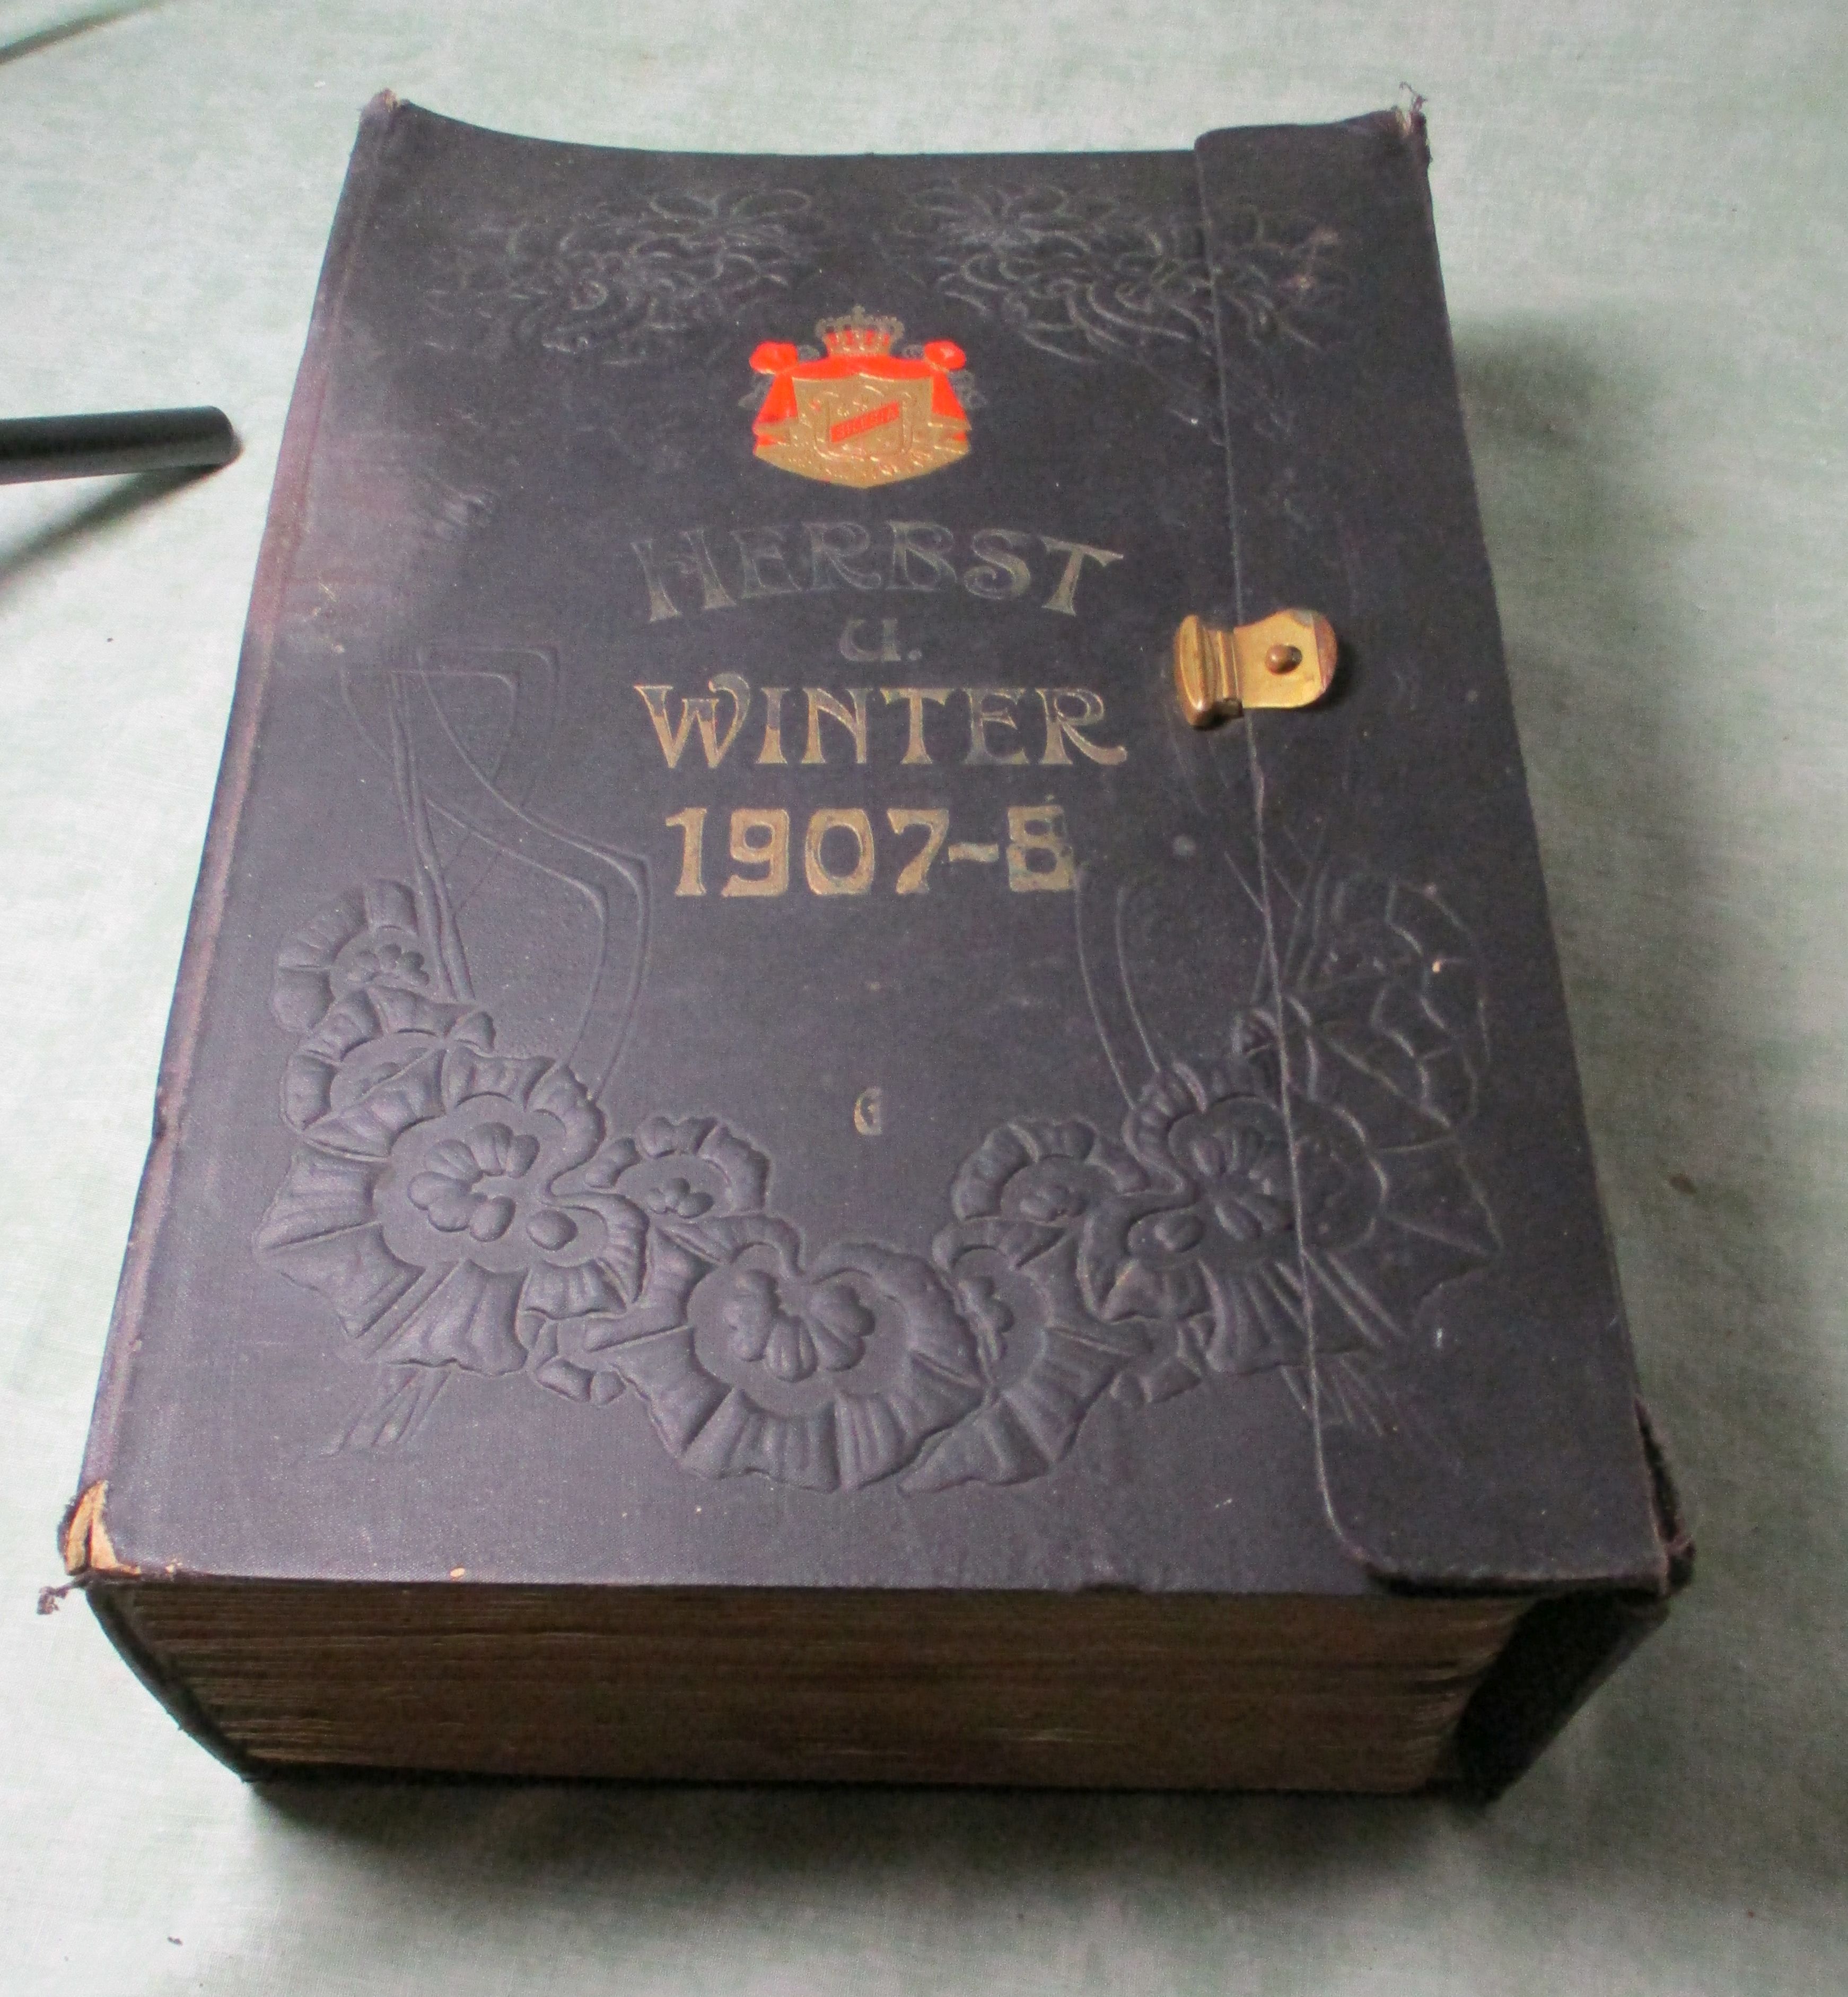 HERBST
u.
WINTER
1907-8
G